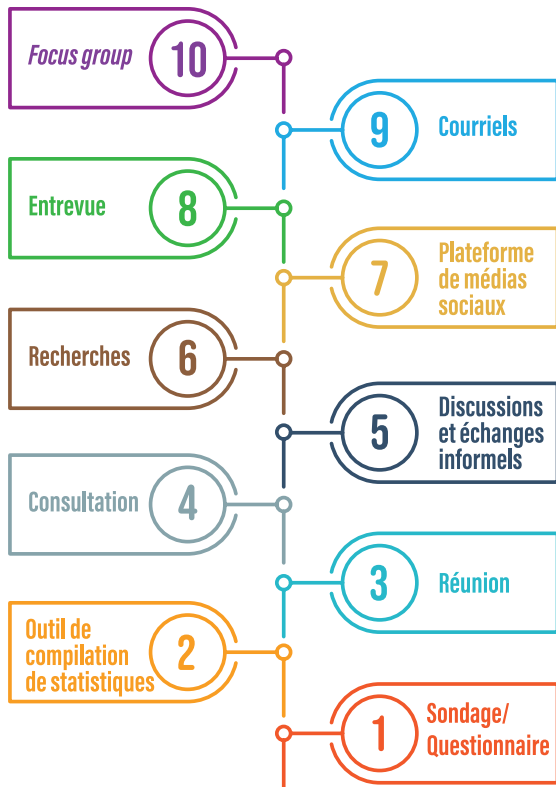 Focus group
10
9
Courriels
Entrevue
8
7
Plateforme
de médias
sociaux
Recherches
6
5
Discussions
et échanges
informels
Consultation
4
3
Réunion
Outil de
compilation
de statistiques
2
1
Sondage/
Questionnaire